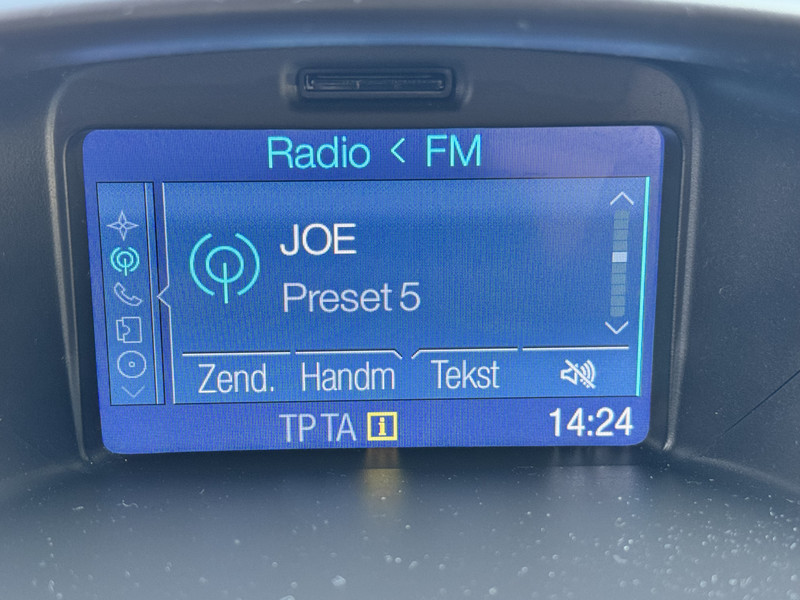 Radio < FM
JOE
Preset 5
Zend. Handm Tekst
TP TA i 14:24